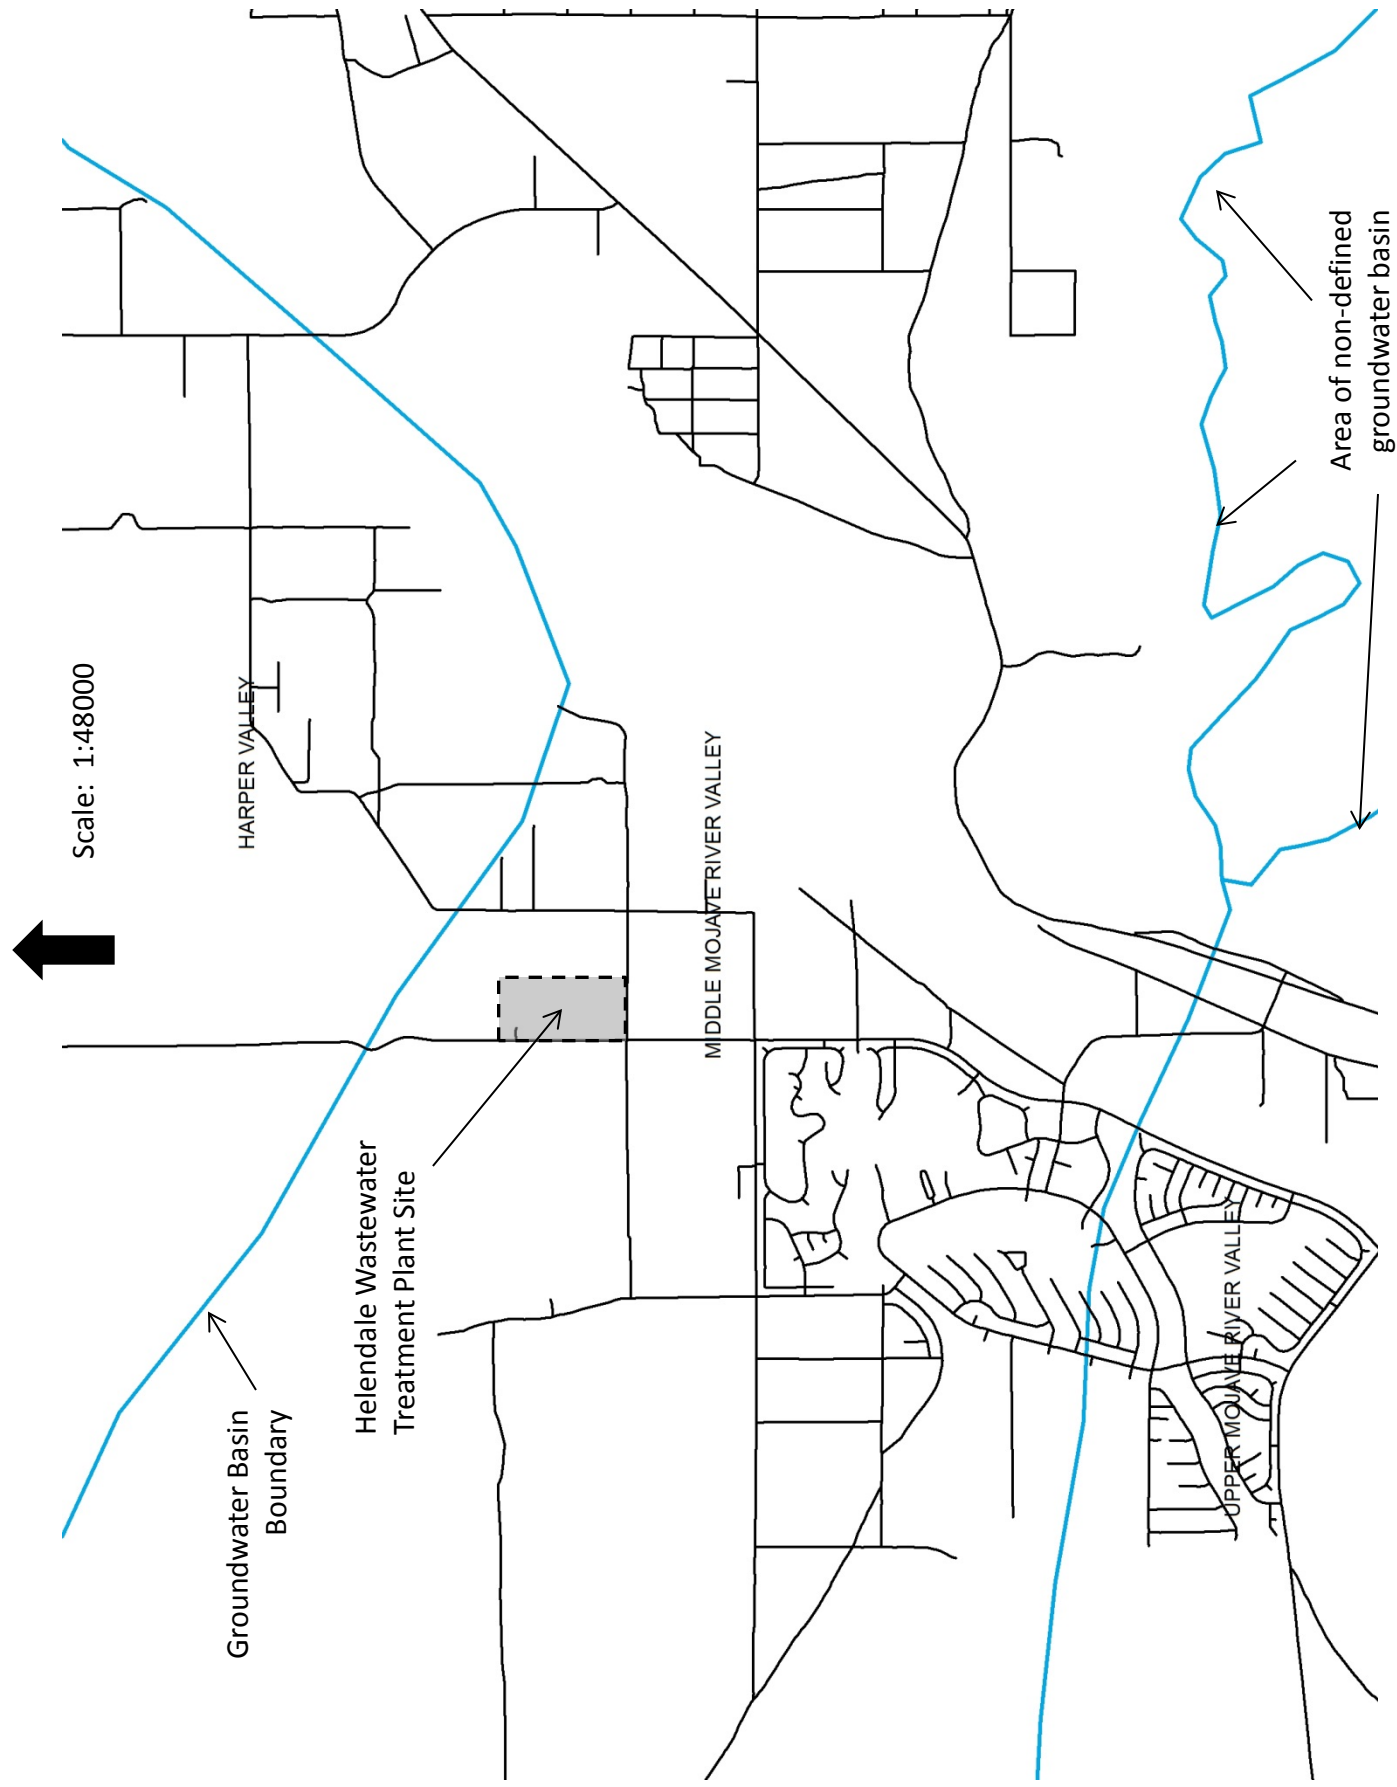 Scale: 1:48000
HARPER VALLEY
Groundwater Basin
Boundary
Helendale Wastewater
Treatment Plant Site
MIDDLE MOJAVE RIVER VALLEY
UPPER MOJAVE RIVER VALLEY
Area of non-defined
groundwater basin